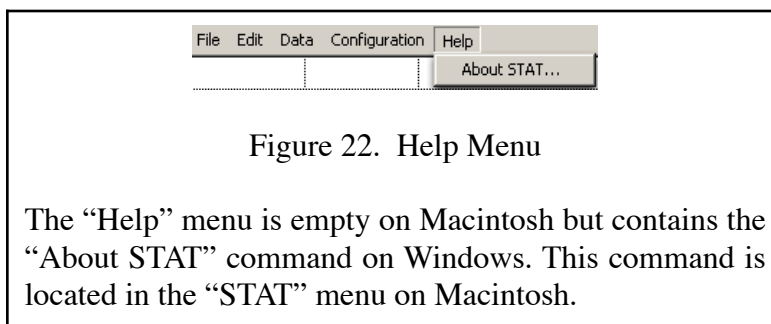 File Edit Data Configuration Help
About STAT...
Figure 22. Help Menu
The “Help” menu is empty on Macintosh but contains the
“About STAT” command on Windows. This command is
located in the “STAT” menu on Macintosh.